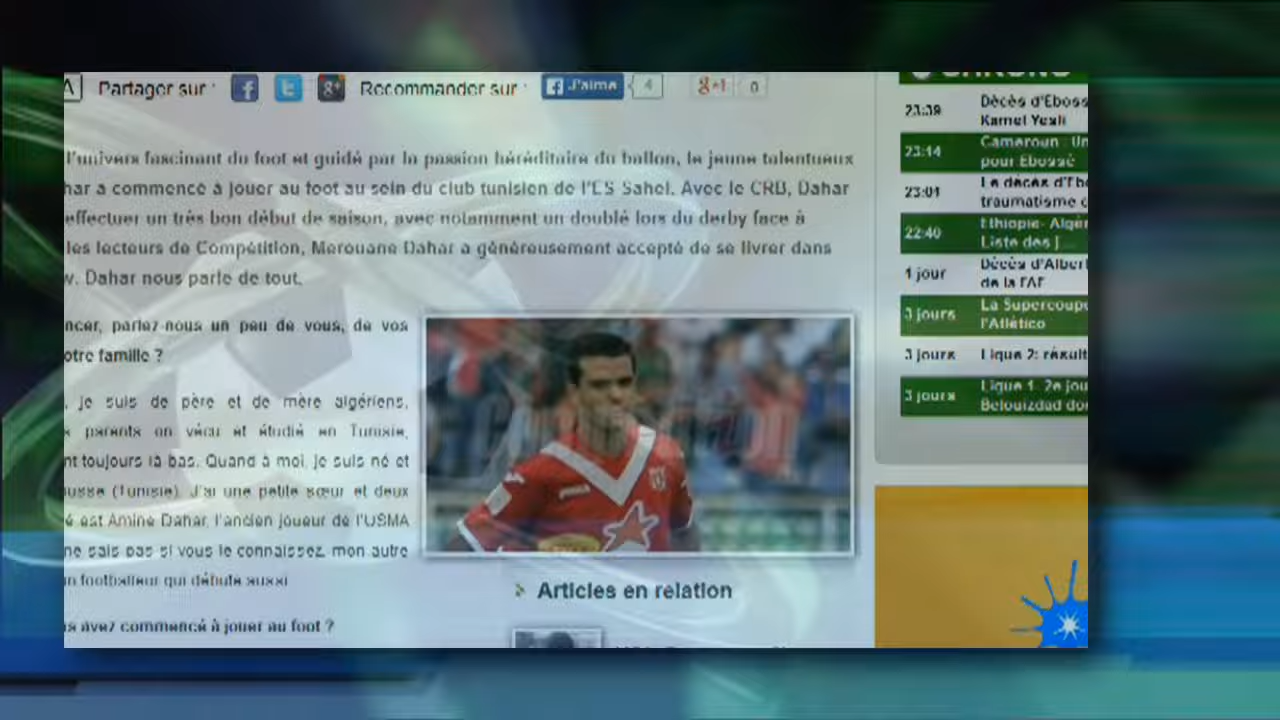 A Partager sur : Recommander sur : J'aime 4 g+1 0
l'univers fascinant du foot et guidé par la passion héréditaire du ballon, le jeune talentueux
har a commencé à jouer au foot au sein du club tunisien de l'ES Sahel. Avec le CRB, Dahar
effectuer un très bon début de saison, avec notamment un doublé lors du derby face à
les lecteurs de Compétition, Merouane Dahar a généreusement accepté de se livrer dans
w. Dahar nous parle de tout.
ncer, parlez-nous un peu de vous, de vos
otre famille ?
, je suis de père et de mère algériens,
s parents on vécu et étudié en Tunisie,
nt toujours là bas. Quand à moi, je suis né et
usse (Tunisie). J'ai une petite sœur et deux
é est Amine Dahar, l'ancien joueur de l'USMA
ne sais pas si vous le connaissez, mon autre
n footballeur qui débute aussi
s avez commencé à jouer au foot ?
Articles en relation
CHRONO
23:39 Décès d'Eboss
Kamel Yesli
23:14 Cameroun : Un
pour Ebossé
23:01 Le décès d'Eb
traumatisme c
22:40 Ethiopie- Algér
Liste des j...
1 jour Décès d'Albert
de la FAF
3 jours La Supercoupe
l'Atlético
3 jours Ligue 2: résult
3 jours Ligue 1, 2e jou
Belouizdad do